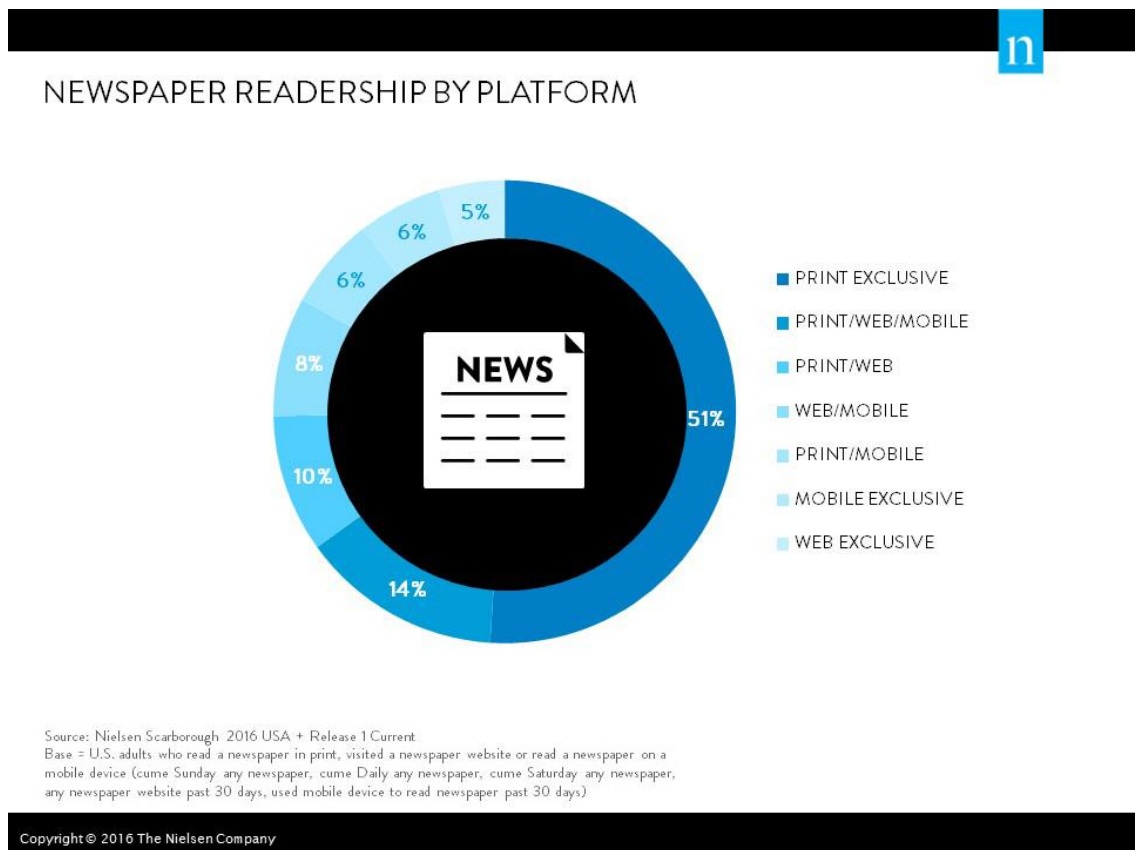 n
NEWSPAPER READERSHIP BY PLATFORM
5%
6%
6%
8%
10%
14%
51%
NEWS
PRINT EXCLUSIVE
PRINT/WEB/MOBILE
PRINT/WEB
WEB/MOBILE
PRINT/MOBILE
MOBILE EXCLUSIVE
WEB EXCLUSIVE
Source: Nielsen Scarborough 2016 USA + Release 1 Current
Base = U.S. adults who read a newspaper in print, visited a newspaper website or read a newspaper on a
mobile device (cume Sunday any newspaper, cume Daily any newspaper, cume Saturday any newspaper,
any newspaper website past 30 days, used mobile device to read newspaper past 30 days)
Copyright © 2016 The Nielsen Company